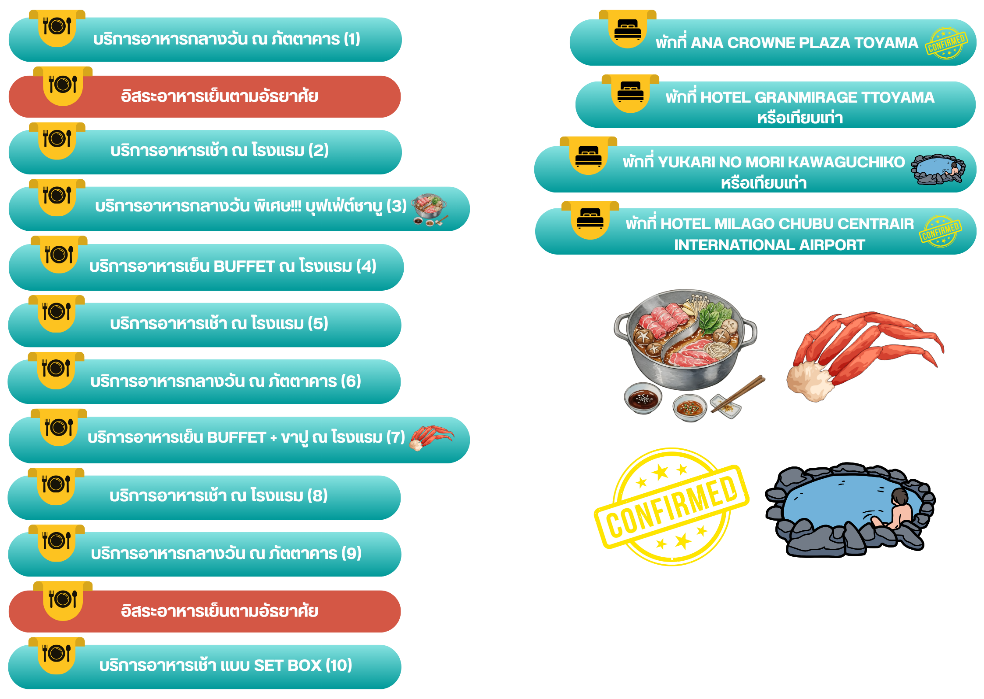 บริการอาหารกลางวัน ณ ภัตตาคาร (1)
อิสระอาหารเย็นตามอัธยาศัย
บริการอาหารเช้า ณ โรงแรม (2)
บริการอาหารกลางวัน พิเศษ!!! บุฟเฟ่ต์ชาบู (3)
บริการอาหารเย็น BUFFET ณ โรงแรม (4)
บริการอาหารเช้า ณ โรงแรม (5)
บริการอาหารกลางวัน ณ ภัตตาคาร (6)
บริการอาหารเย็น BUFFET + ขาปู ณ โรงแรม (7)
บริการอาหารเช้า ณ โรงแรม (8)
บริการอาหารกลางวัน ณ ภัตตาคาร (9)
อิสระอาหารเย็นตามอัธยาศัย
บริการอาหารเช้า แบบ SET BOX (10)
พักที่ ANA CROWNE PLAZA TOYAMA
CONFIRMED
พักที่ HOTEL GRANMIRAGE TTOYAMA
หรือเทียบเท่า
พักที่ YUKARI NO MORI KAWAGUCHIKO
หรือเทียบเท่า
พักที่ HOTEL MILAGO CHUBU CENTRAIR
INTERNATIONAL AIRPORT
CONFIRMED
CONFIRMED